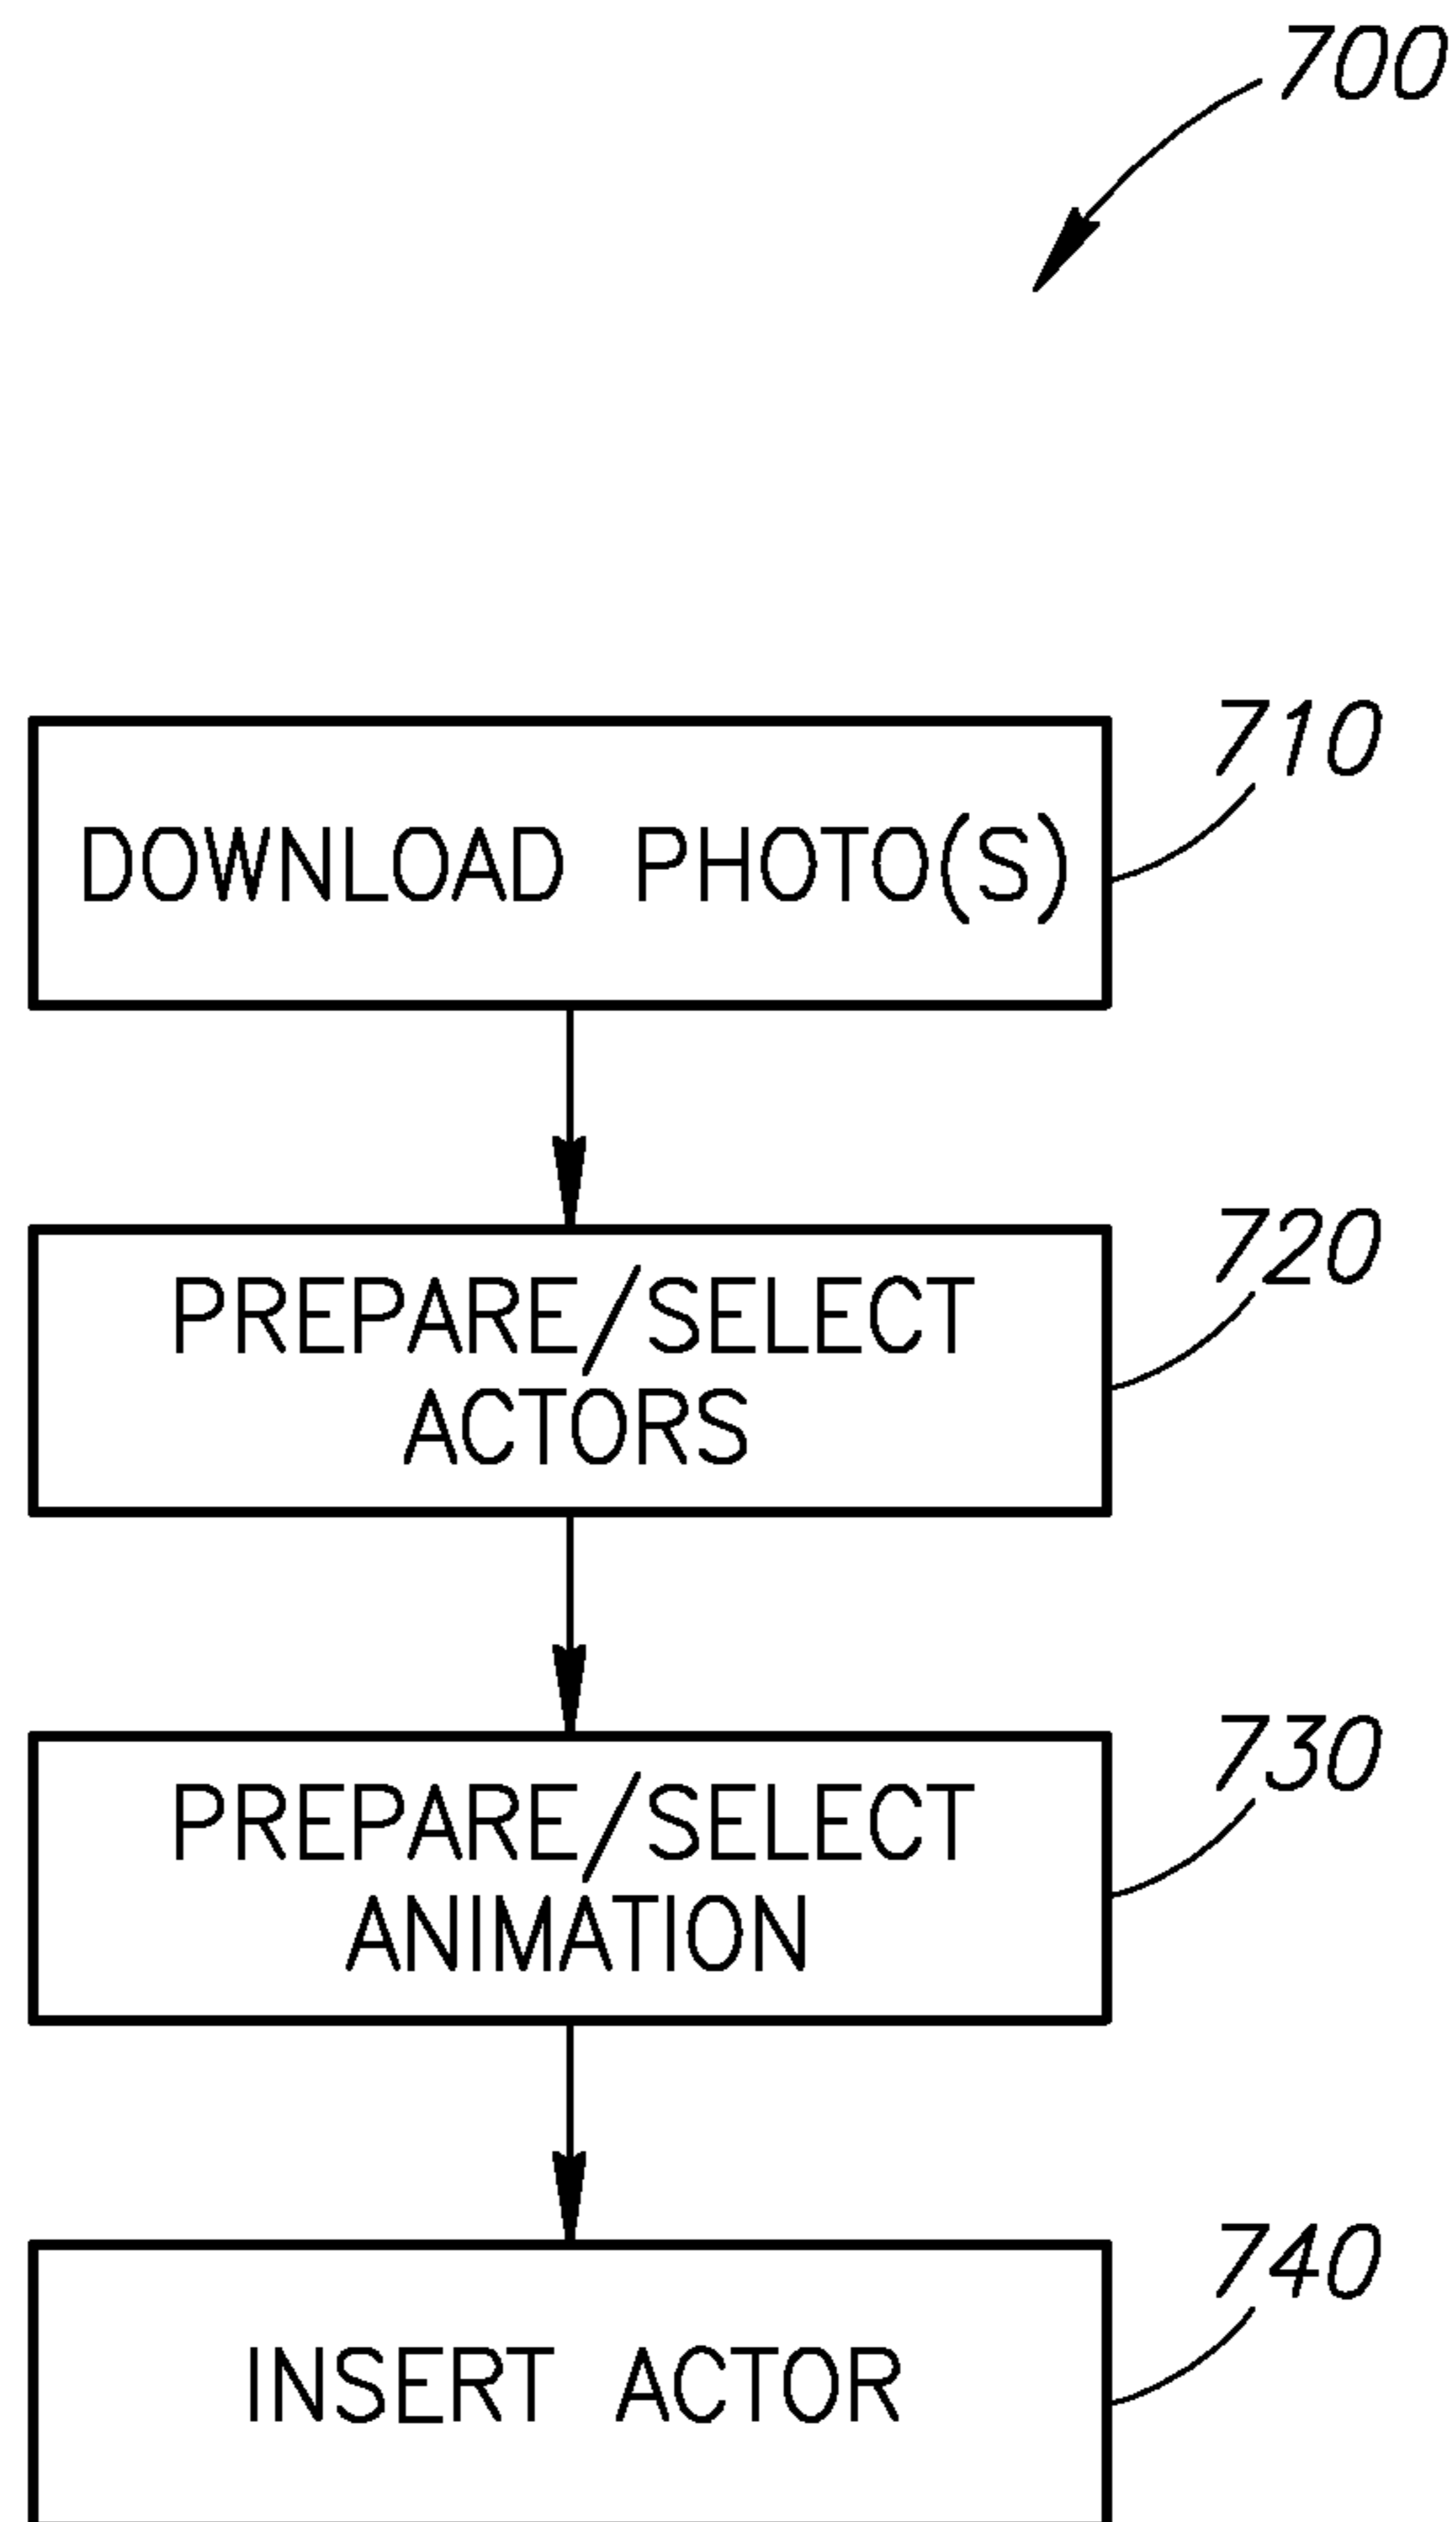 700
710
DOWNLOAD PHOTO(S)
720
PREPARE/SELECT
ACTORS
730
PREPARE/SELECT
ANIMATION
740
INSERT ACTOR